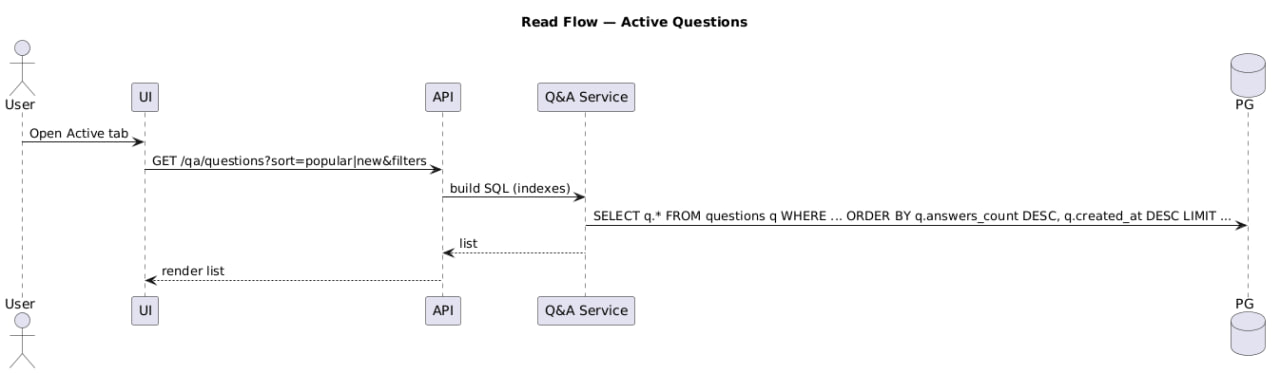 Read Flow — Active Questions
User
UI
API
Q&A Service
PG
Open Active tab
GET /qa/questions?sort=popular|new&filters
build SQL (indexes)
SELECT q.* FROM questions q WHERE ... ORDER BY q.answers_count DESC, q.created_at DESC LIMIT ...
list
render list
User
UI
API
Q&A Service
PG